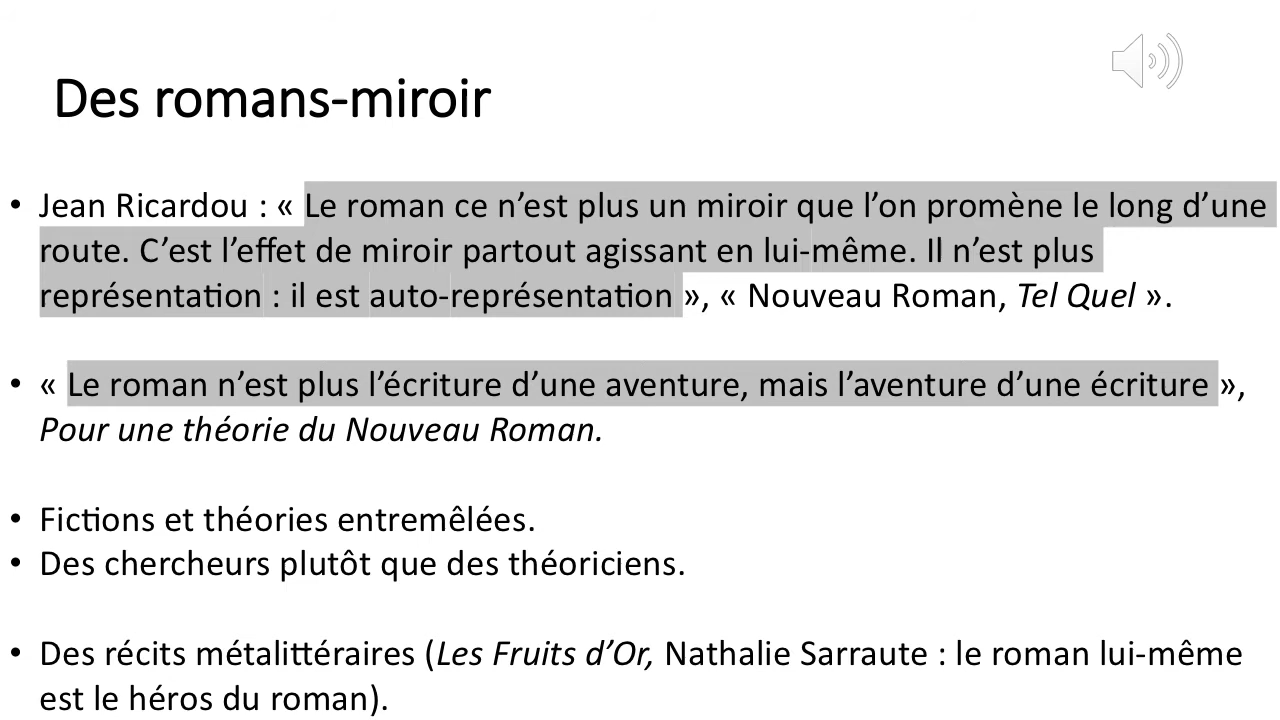 Des romans-miroir
• Jean Ricardou : « Le roman ce n’est plus un miroir que l’on promène le long d’une
route. C’est l’effet de miroir partout agissant en lui-même. Il n’est plus
représentation : il est auto-représentation », « Nouveau Roman, Tel Quel ».
• « Le roman n’est plus l’écriture d’une aventure, mais l’aventure d’une écriture »,
Pour une théorie du Nouveau Roman.
• Fictions et théories entremêlées.
• Des chercheurs plutôt que des théoriciens.
• Des récits métalittéraires (Les Fruits d’Or, Nathalie Sarraute : le roman lui-même
est le héros du roman).